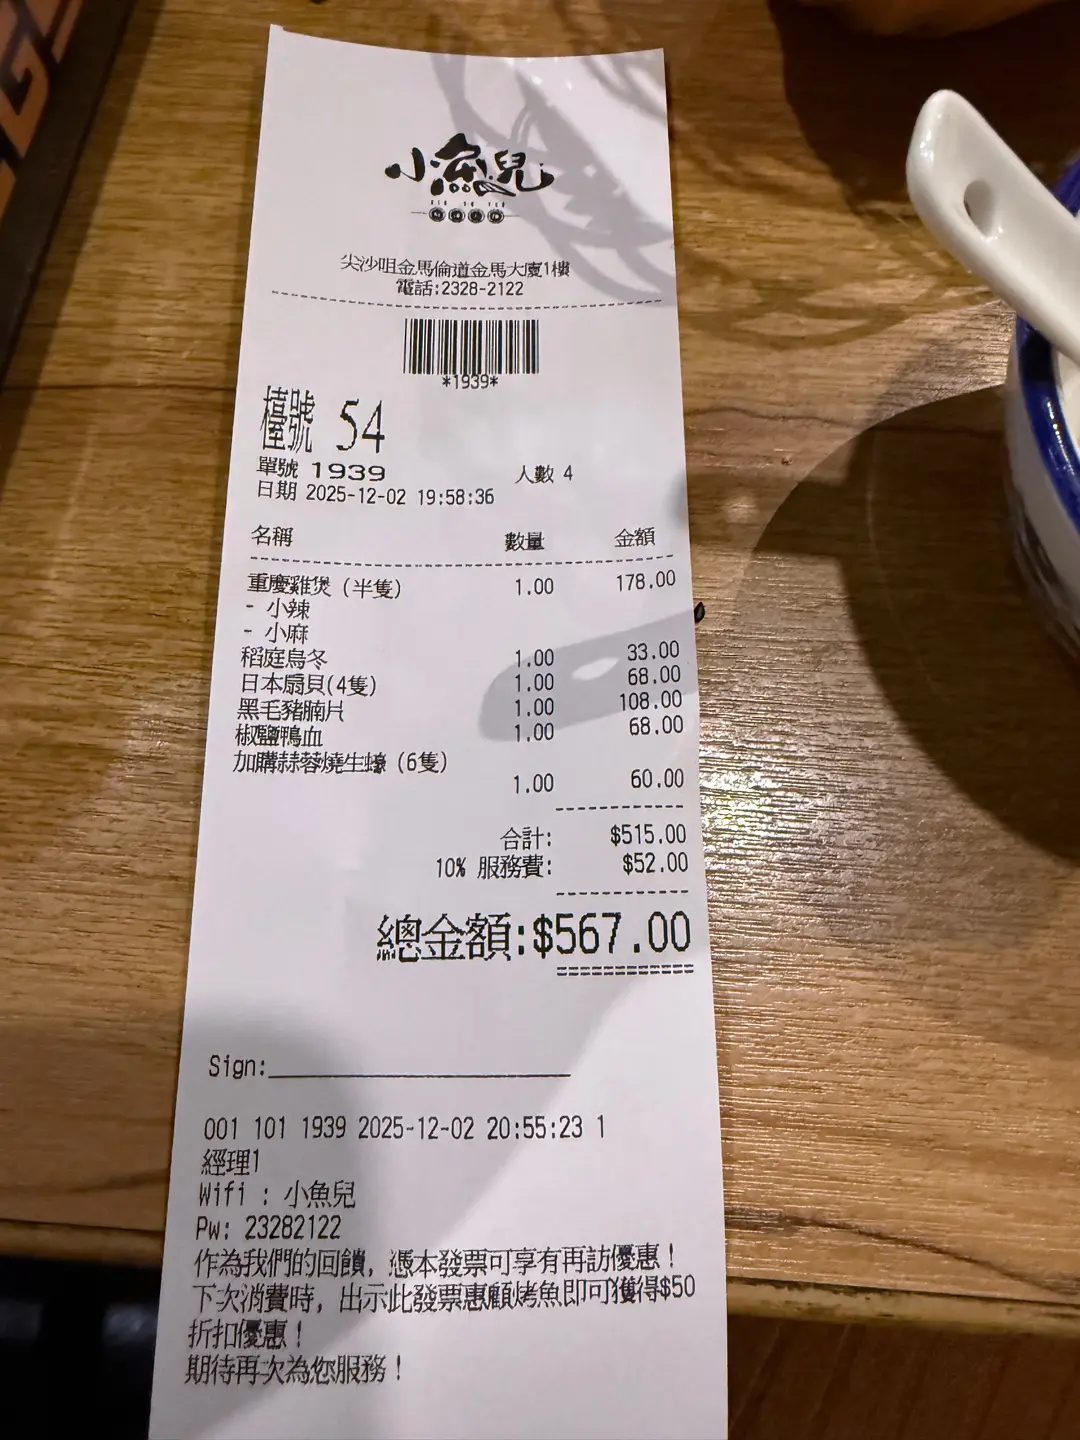 小魚兒
尖沙咀金馬倫道金馬大廈1樓
電話:2328-2122
*1939*
檯號 54
單號 1939 人數 4
日期 2025-12-02 19:58:36
名稱 數量 金額
重慶雞煲 (半隻) 1.00 178.00
- 小辣
- 小麻
稻庭烏冬 1.00 33.00
日本扇貝(4隻) 1.00 68.00
黑毛豬腩片 1.00 108.00
椒鹽鴨血 1.00 68.00
加購蒜蓉燒生蠔 (6隻)
1.00 60.00
合計: $515.00
10% 服務費: $52.00
總金額:$567.00
Sign:
001 101 1939 2025-12-02 20:55:23 1
經理1
Wifi : 小魚兒
Pw: 23282122
作為我們的回饋, 憑本發票可享有再訪優惠!
下次消費時, 出示此發票惠顧烤魚即可獲得$50
折扣優惠!
期待再次為您服務!